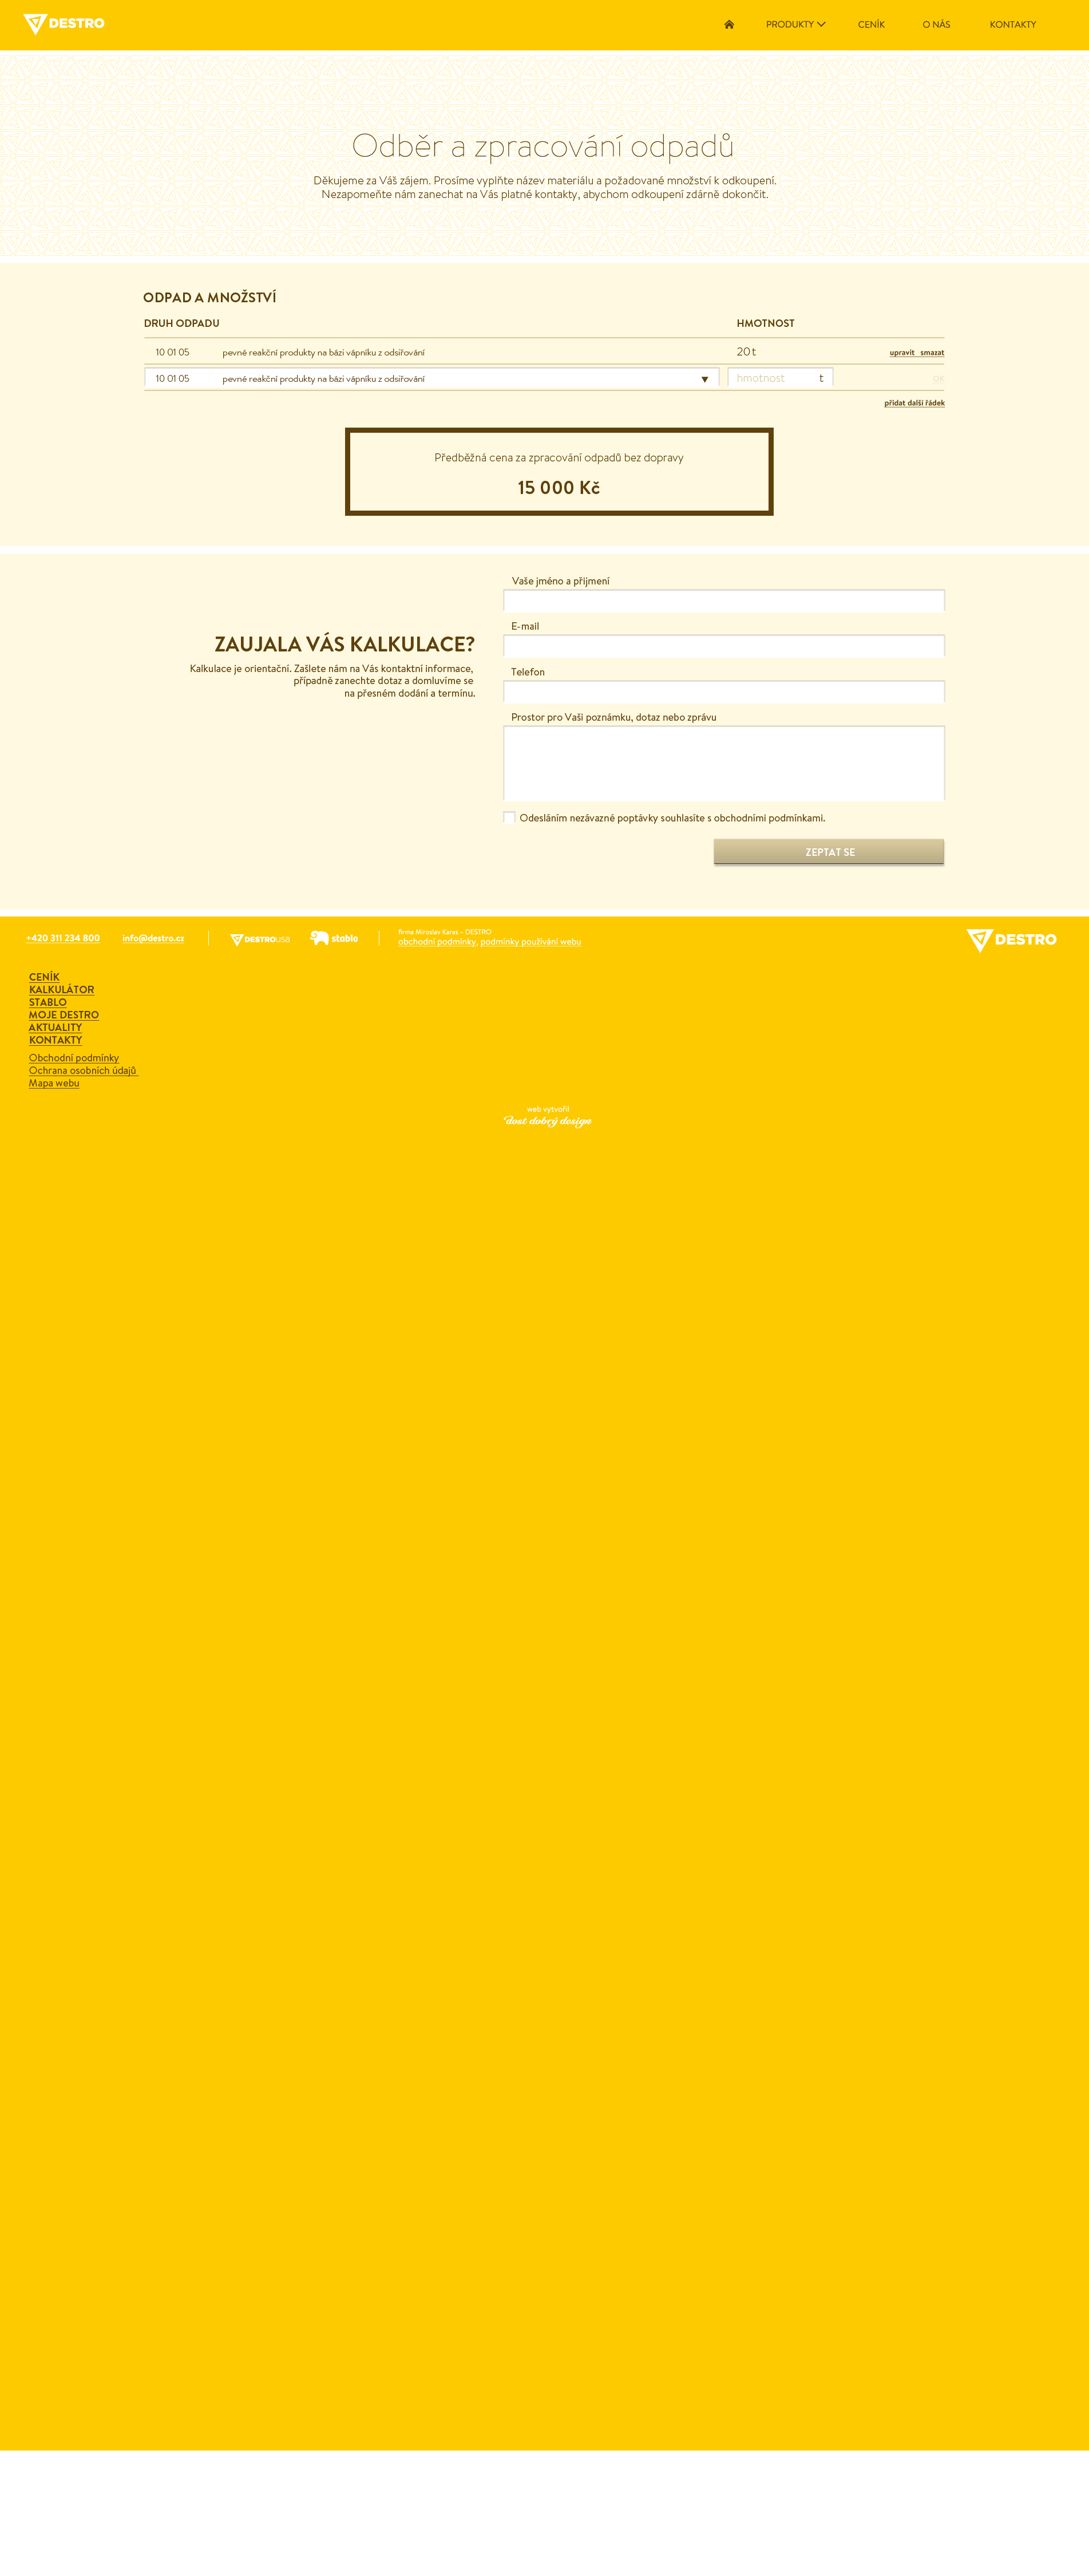 DESTRO
PRODUKTY
CENÍK
O NÁS
KONTAKTY
Odběr a zpracování odpadů
Děkujeme za Váš zájem. Prosíme vyplňte název materiálu a požadované množství k odkoupení.
Nezapomeňte nám zanechat na Vás platné kontakty, abychom odkoupení zdárně dokončit.
ODPAD A MNOŽSTVÍ
DRUH ODPADU HMOTNOST
10 01 05 pevné reakční produkty na bázi vápníku z odsiřování 20 t upravit smazat
10 01 05 pevné reakční produkty na bázi vápníku z odsiřování hmotnost t OK
přidat další řádek
Předběžná cena za zpracování odpadů bez dopravy
15 000 Kč
ZAUJALA VÁS KALKULACE?
Kalkulace je orientační. Zašlete nám na Vás kontaktní informace,
případně zanechte dotaz a domluvíme se
na přesném dodání a termínu.
Vaše jméno a příjmení
E-mail
Telefon
Prostor pro Vaši poznámku, dotaz nebo zprávu
Odesláním nezávazné poptávky souhlasíte s obchodními podmínkami.
ZEPTAT SE
+420 311 234 800
info@destro.cz
DESTROUSA
stablo
firma Miroslav Karas – DESTRO
obchodní podmínky, podmínky používání webu
DESTRO
CENÍK
KALKULÁTOR
STABLO
MOJE DESTRO
AKTUALITY
KONTAKTY
Obchodní podmínky
Ochrana osobních údajů
Mapa webu
web vytvořil
dost dobrý design